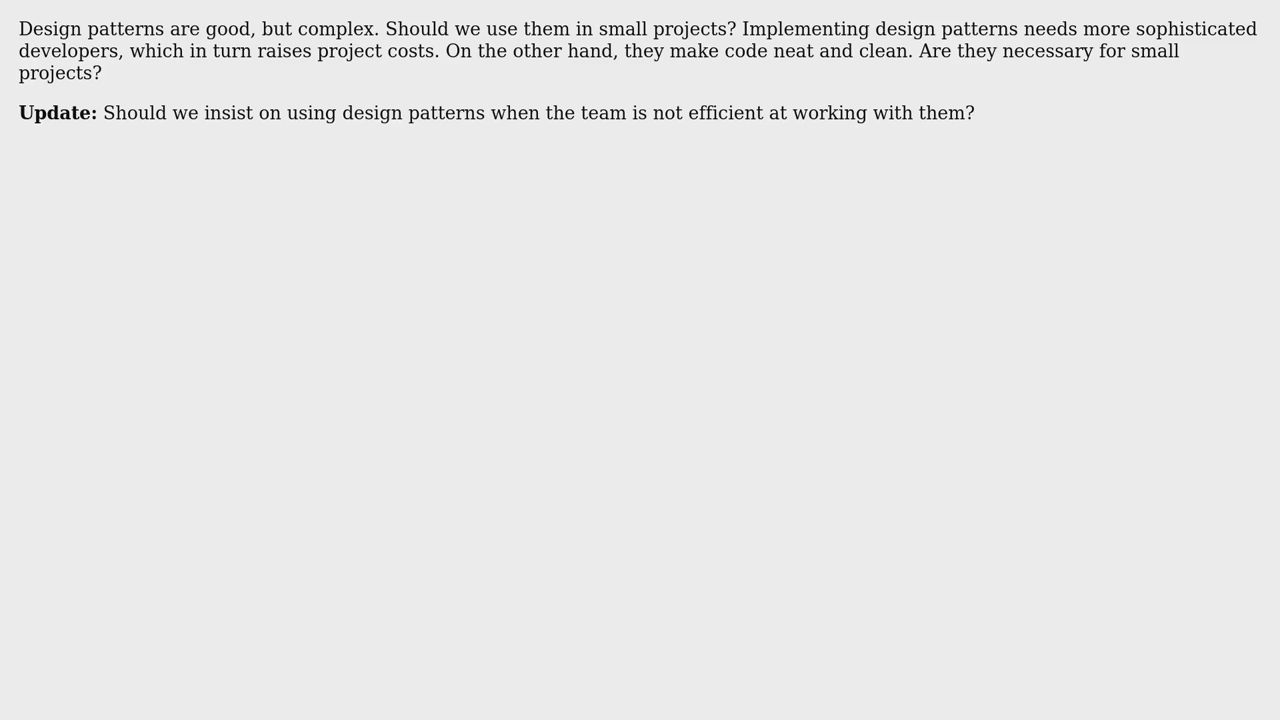 Design patterns are good, but complex. Should we use them in small projects? Implementing design patterns needs more sophisticated
developers, which in turn raises project costs. On the other hand, they make code neat and clean. Are they necessary for small
projects?
Update: Should we insist on using design patterns when the team is not efficient at working with them?